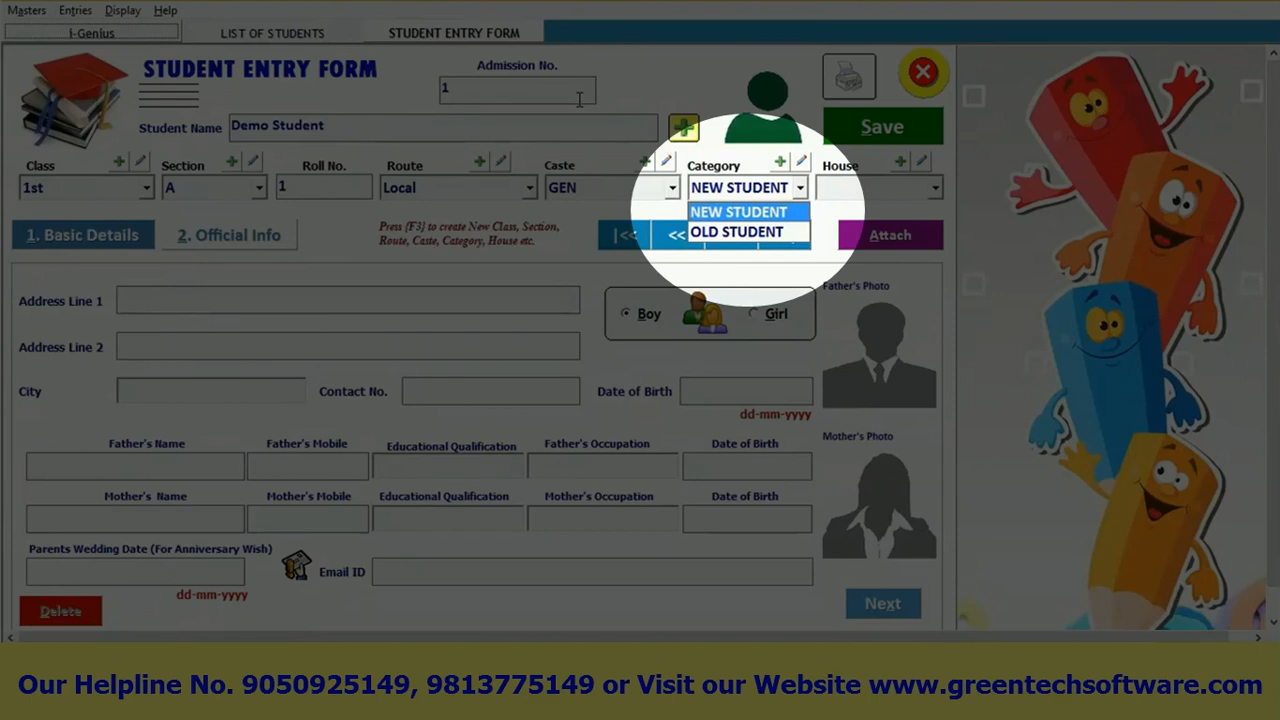 Masters Entries Display Help
i-Genius LIST OF STUDENTS STUDENT ENTRY FORM
STUDENT ENTRY FORM
Admission No.
1
Student Name Demo Student
Save
Class Section Roll No. Route Caste Category House
1st A 1 Local GEN NEW STUDENT
NEW STUDENT
OLD STUDENT
1. Basic Details 2. Official Info
Press {F3} to create New Class, Section,
Route, Caste, Category, House etc.
|<< <<
Attach
Address Line 1
Boy Girl
Father's Photo
Address Line 2
City Contact No. Date of Birth
dd-mm-yyyy
Father's Name Father's Mobile Educational Qualification Father's Occupation Date of Birth
Mother's Photo
Mother's Name Mother's Mobile Educational Qualification Mother's Occupation Date of Birth
Parents Wedding Date (For Anniversary Wish)
Email ID
dd-mm-yyyy
Delete Next
Our Helpline No. 9050925149, 9813775149 or Visit our Website www.greentechsoftware.com